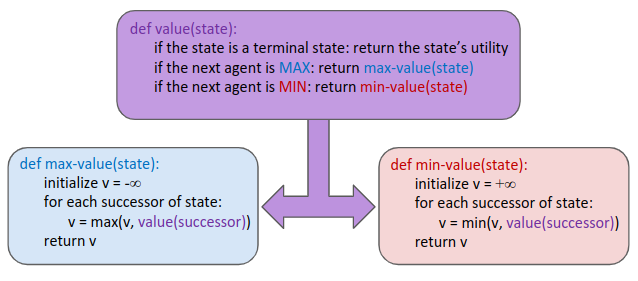 def value(state):
if the state is a terminal state: return the state’s utility
if the next agent is MAX: return max-value(state)
if the next agent is MIN: return min-value(state)
def max-value(state):
initialize v = -∞
for each successor of state:
v = max(v, value(successor))
return v
def min-value(state):
initialize v = +∞
for each successor of state:
v = min(v, value(successor))
return v